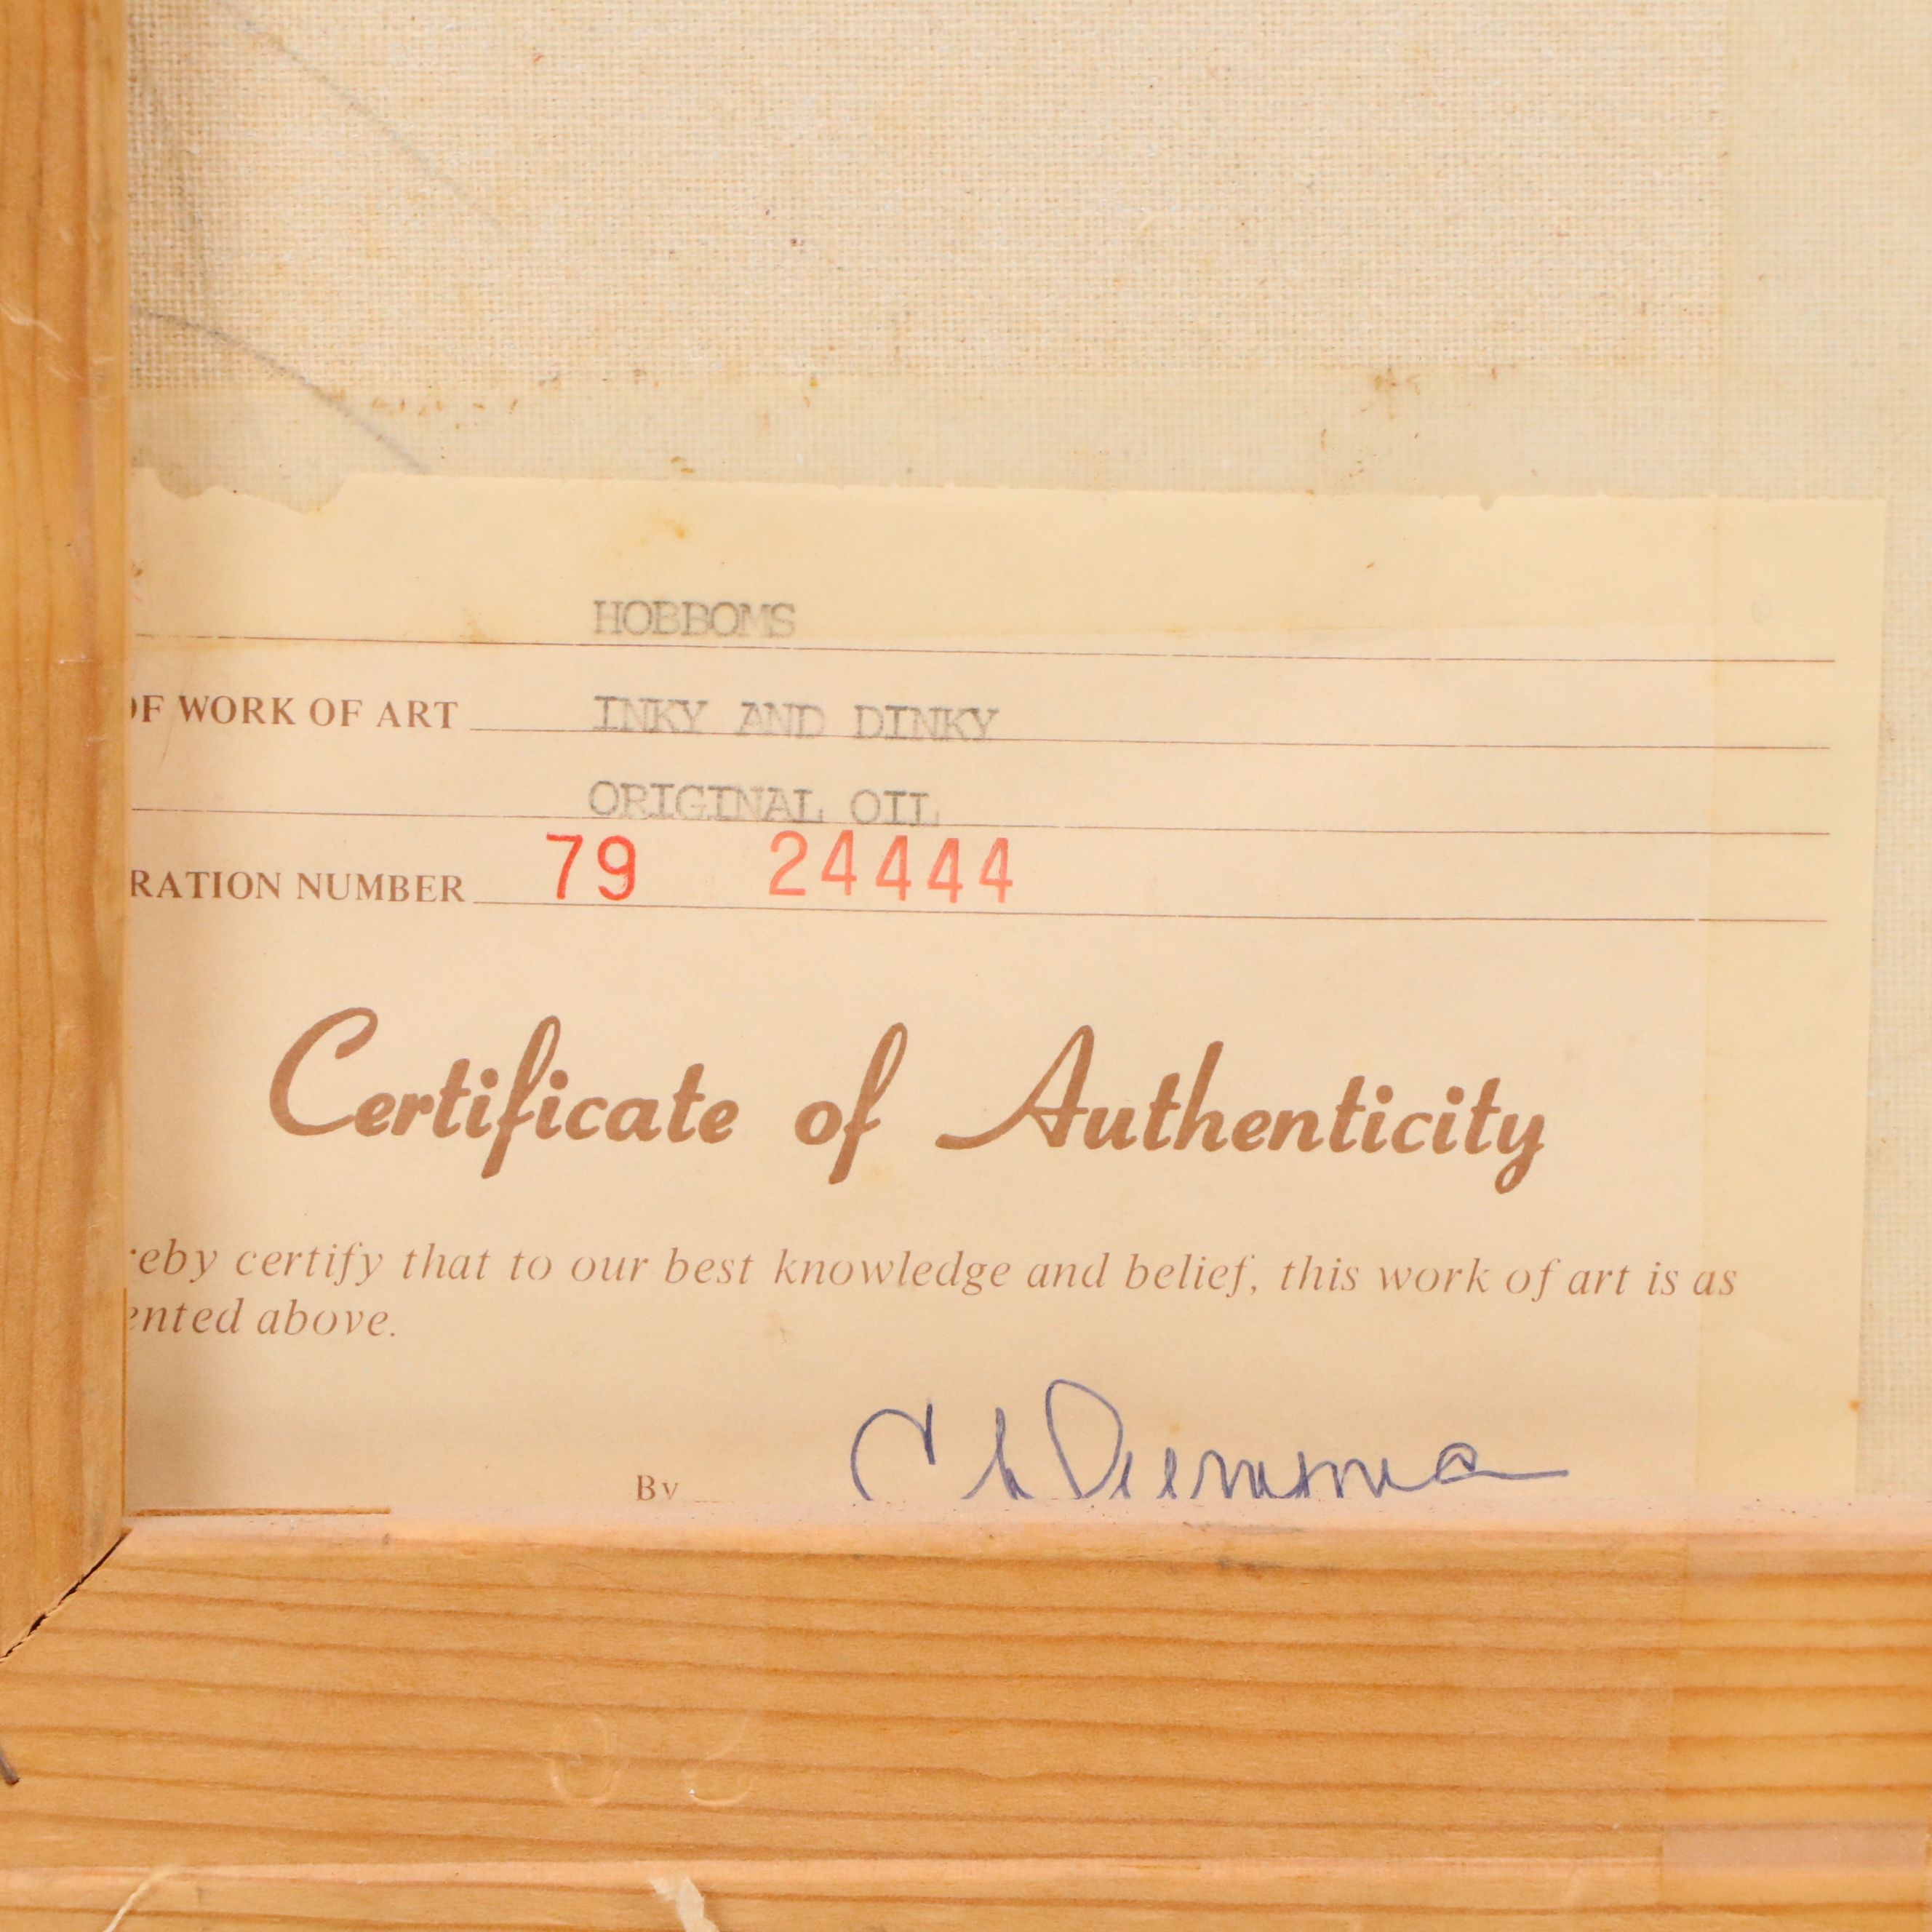 HOBBOMS
OF WORK OF ART INKY AND DINKY
ORIGINAL OIL
RATION NUMBER 79 24444
Certificate of Authenticity
reby certify that to our best knowledge and belief, this work of art is as
ented above.
By